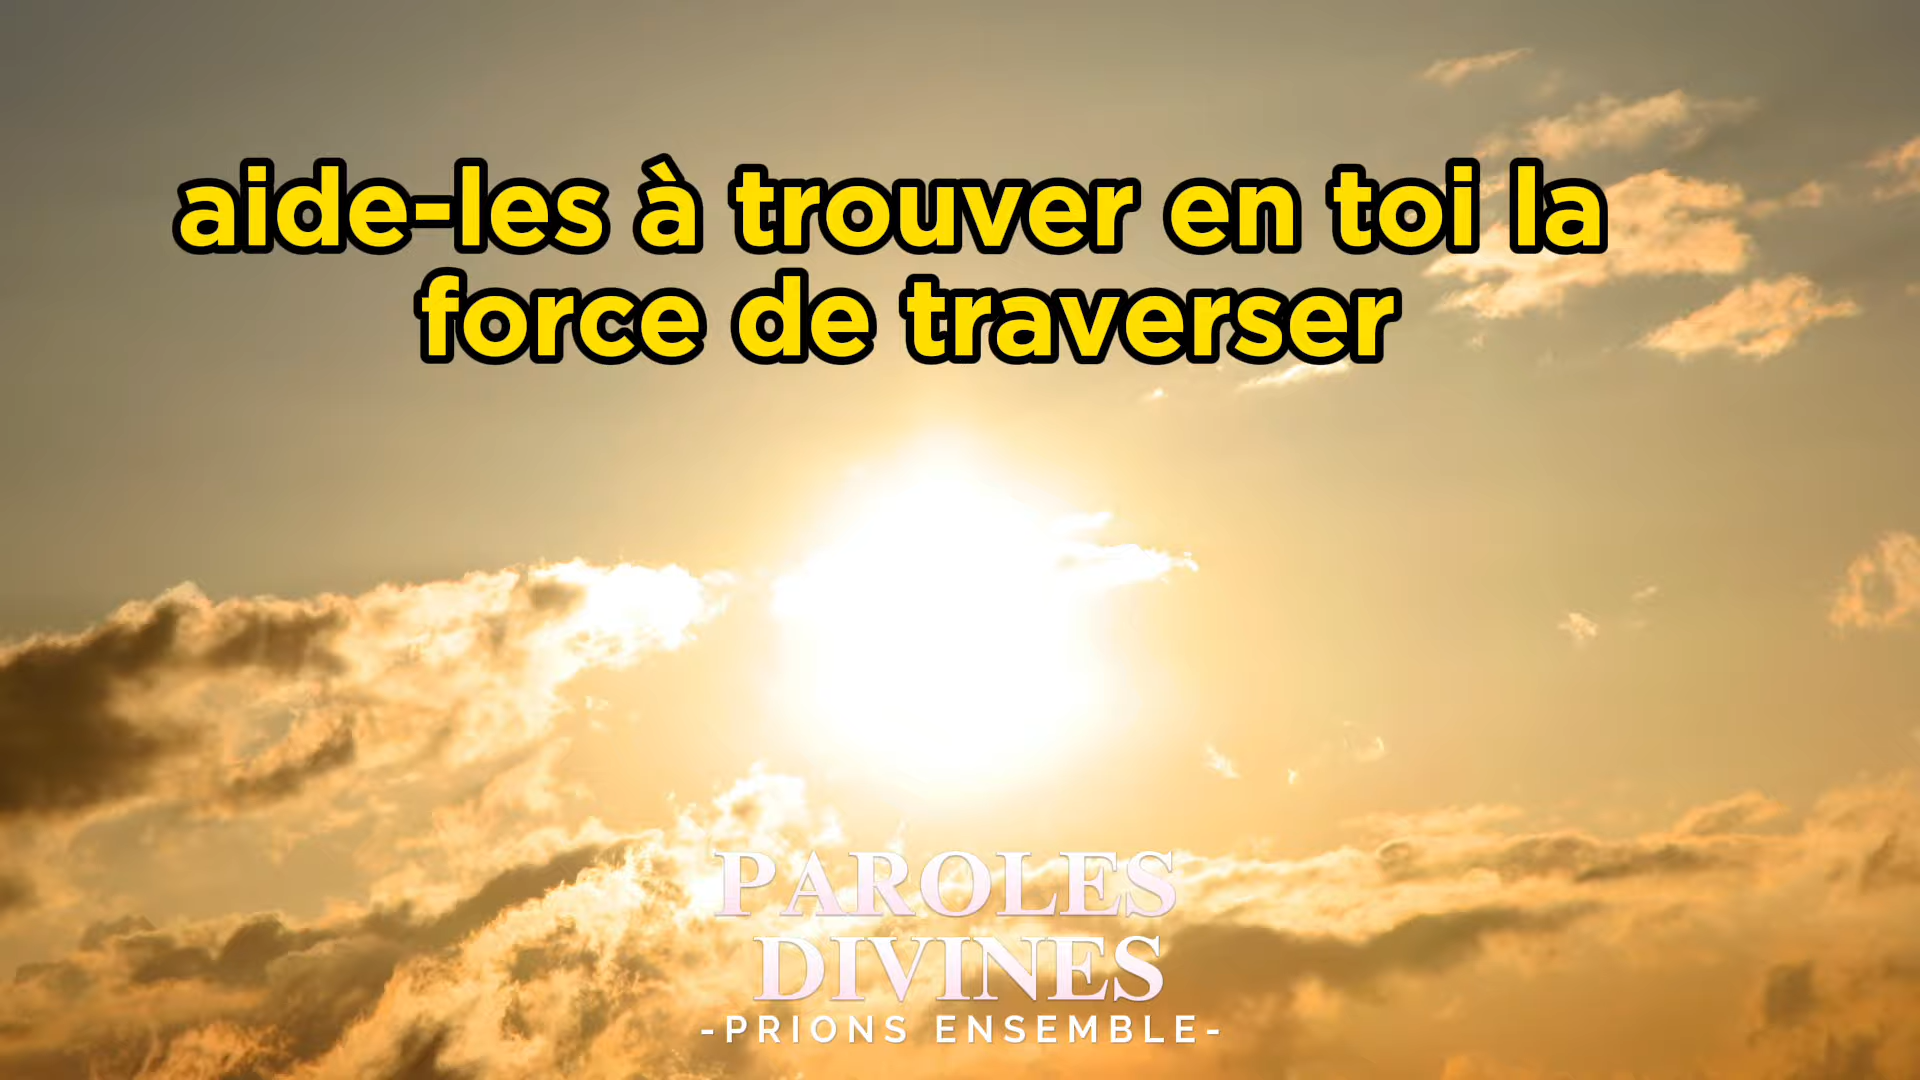 aide-les à trouver en toi la
force de traverser
PAROLES
DIVINES
-PRIONS ENSEMBLE-